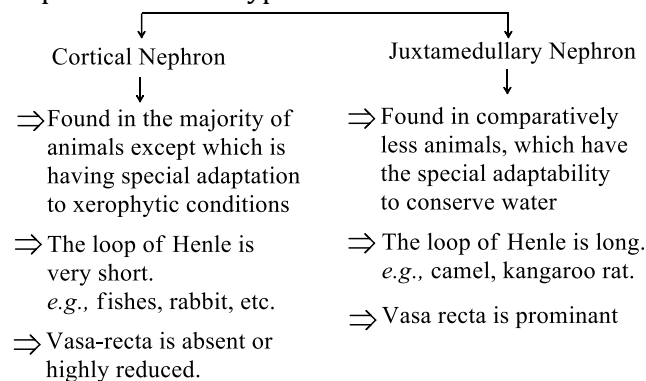 Cortical Nephron
⇒ Found in the majority of
animals except which is
having special adaptation
to xerophytic conditions
⇒ The loop of Henle is
very short.
e.g., fishes, rabbit, etc.
⇒ Vasa-recta is absent or
highly reduced.
Juxtamedullary Nephron
⇒ Found in comparatively
less animals, which have
the special adaptability
to conserve water
⇒ The loop of Henle is long.
e.g., camel, kangaroo rat.
⇒ Vasa recta is prominant